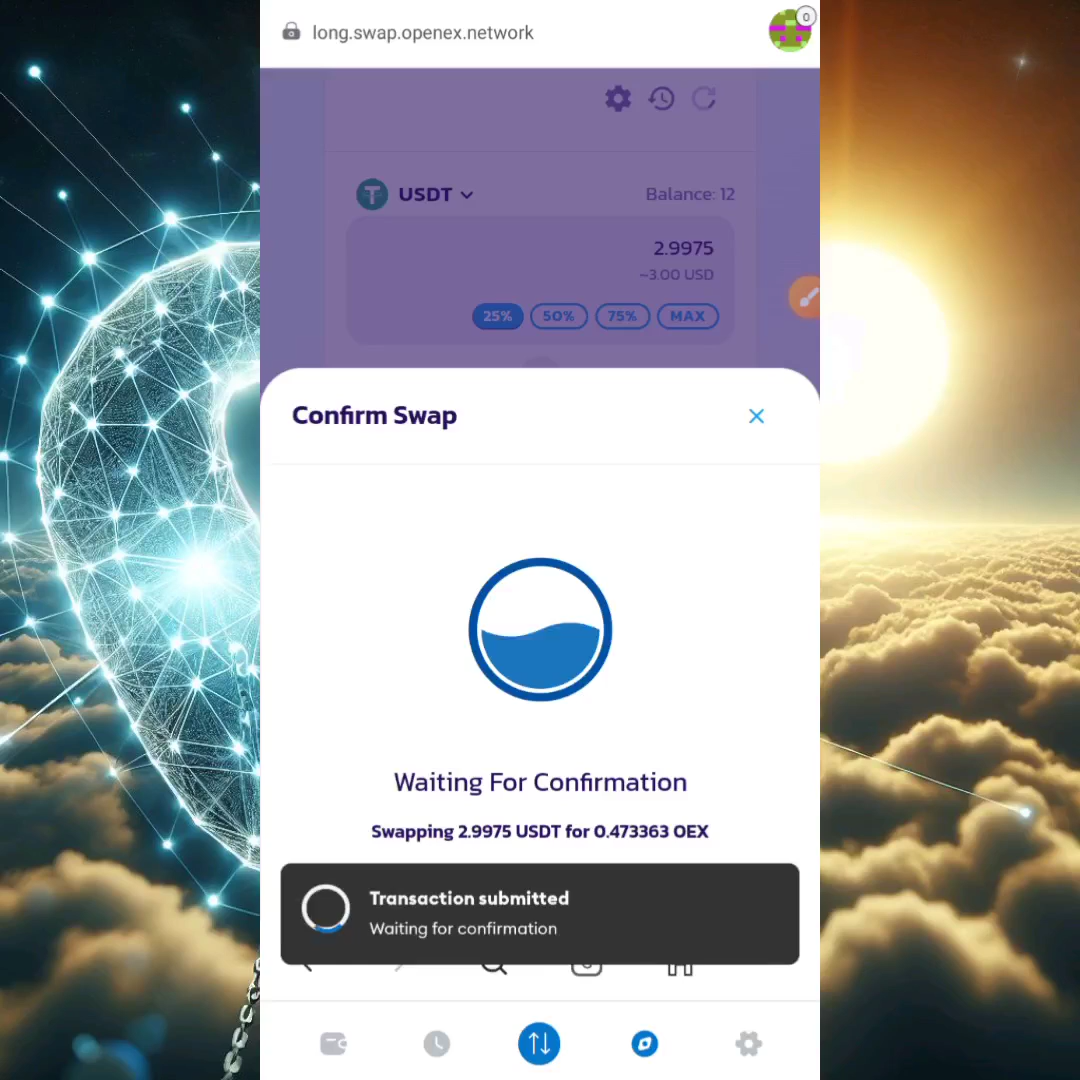 long.swap.openex.network
0
USDT
Balance: 12
2.9975
~3.00 USD
25% 50% 75% MAX
Confirm Swap
Waiting For Confirmation
Swapping 2.9975 USDT for 0.473363 OEX
Transaction submitted
Waiting for confirmation